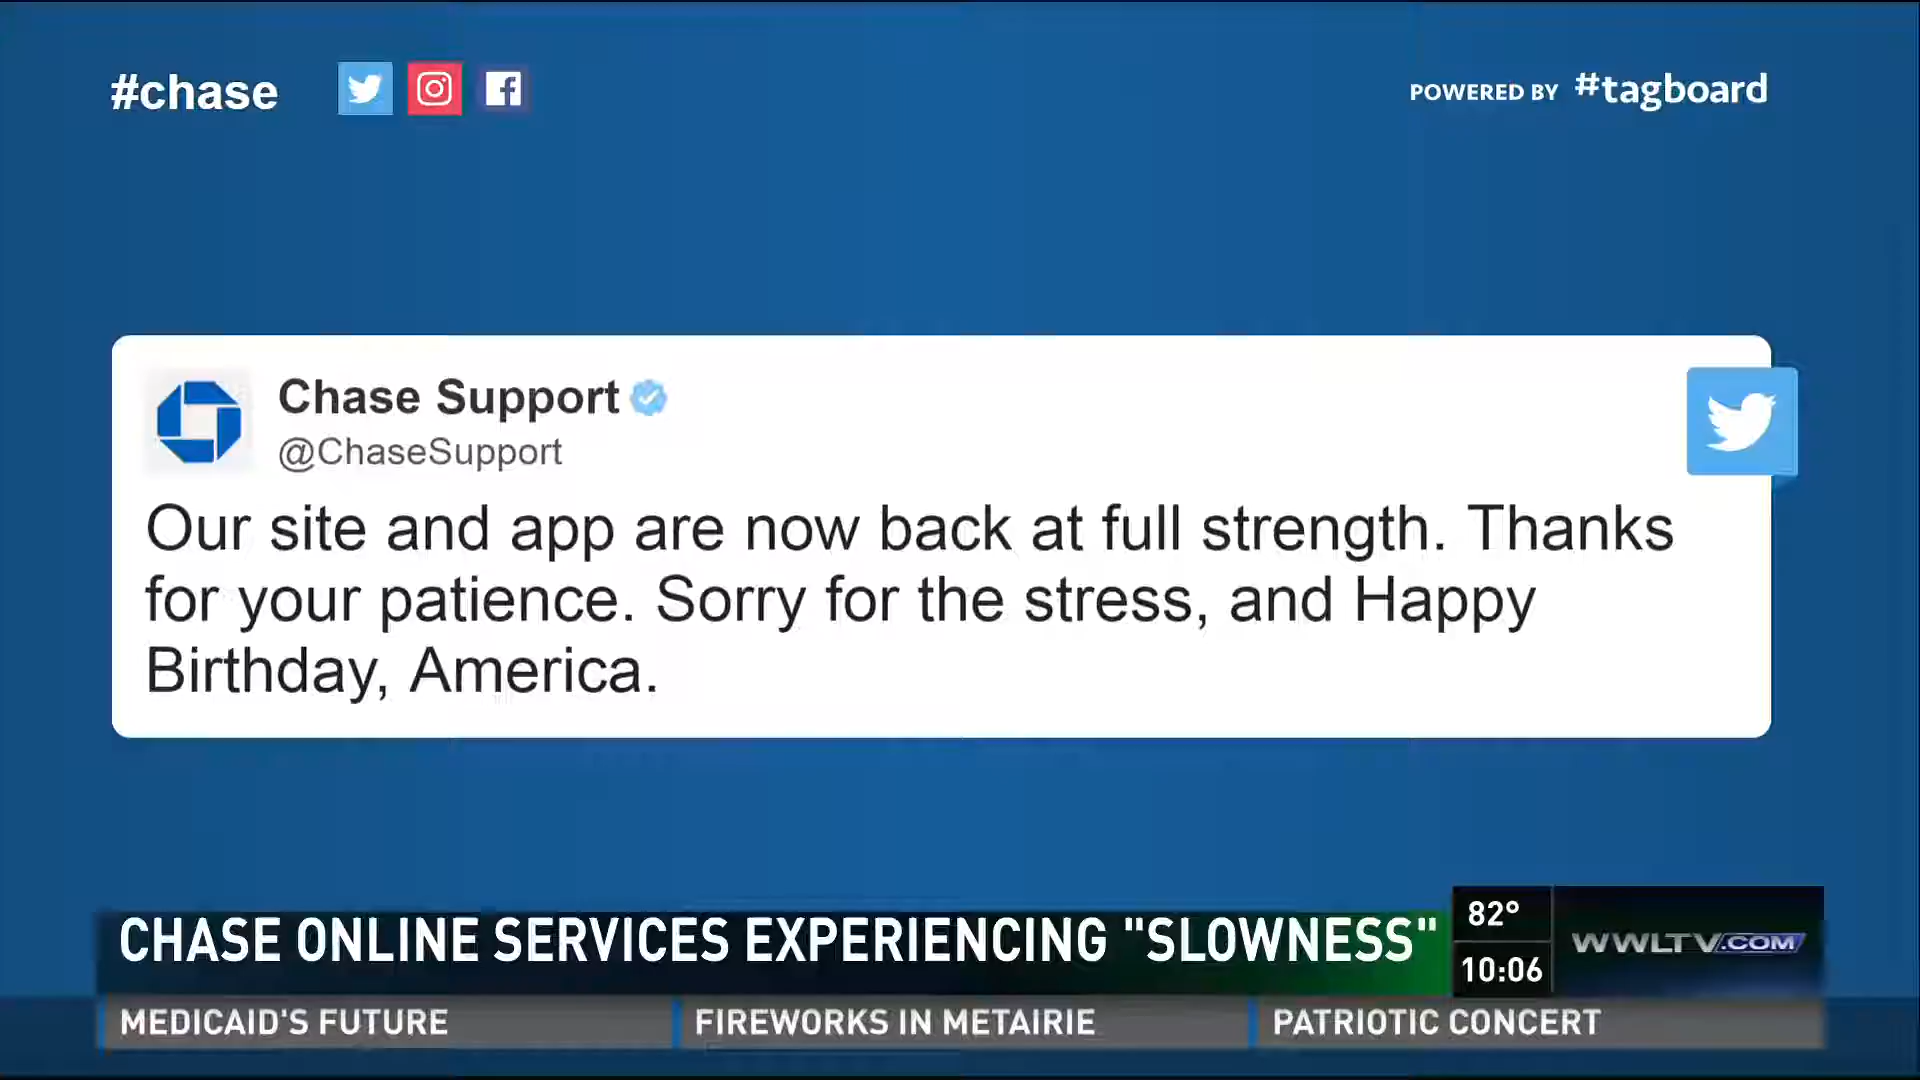 #chase
POWERED BY #tagboard
Chase Support
@ChaseSupport
Our site and app are now back at full strength. Thanks
for your patience. Sorry for the stress, and Happy
Birthday, America.
CHASE ONLINE SERVICES EXPERIENCING "SLOWNESS"
82°
10:06
WWLTV.COM
MEDICAID'S FUTURE
FIREWORKS IN METAIRIE
PATRIOTIC CONCERT